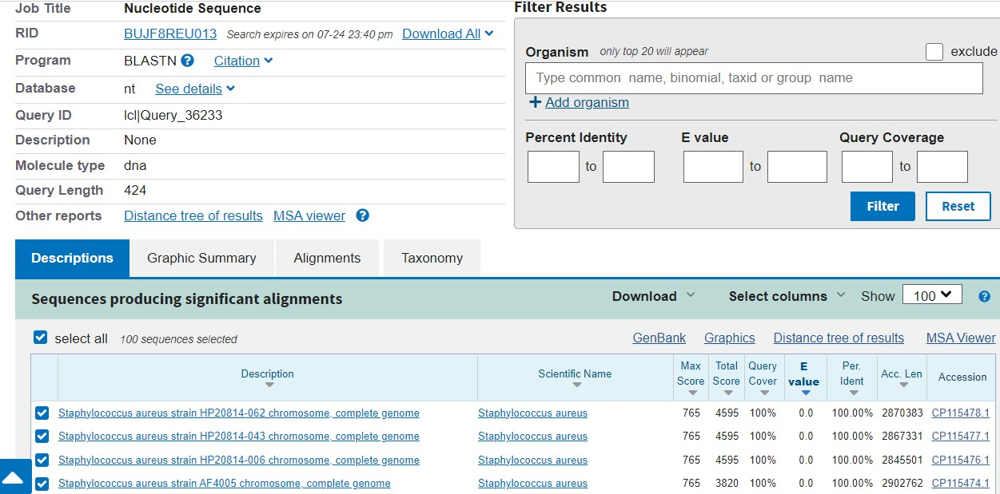 Job Title Nucleotide Sequence
RID BUJF8REU013 Search expires on 07-24 23:40 pm Download All
Program BLASTN ? Citation
Database nt See details
Query ID lcl|Query_36233
Description None
Molecule type dna
Query Length 424
Other reports Distance tree of results MSA viewer ?
Filter Results
Organism only top 20 will appear exclude
Type common name, binomial, taxid or group name
+ Add organism
Percent Identity E value Query Coverage
to to to
Filter Reset
Descriptions Graphic Summary Alignments Taxonomy
Sequences producing significant alignments Download Select columns Show 100 ?
select all 100 sequences selected GenBank Graphics Distance tree of results MSA Viewer
Description Scientific Name Max Score Total Score Query Cover E value Per. Ident Acc. Len Accession
Staphylococcus aureus strain HP20814-062 chromosome, complete genome Staphylococcus aureus 765 4595 100% 0.0 100.00% 2870383 CP115478.1
Staphylococcus aureus strain HP20814-043 chromosome, complete genome Staphylococcus aureus 765 4595 100% 0.0 100.00% 2867331 CP115477.1
Staphylococcus aureus strain HP20814-006 chromosome, complete genome Staphylococcus aureus 765 4595 100% 0.0 100.00% 2845501 CP115476.1
Staphylococcus aureus strain AF4005 chromosome, complete genome Staphylococcus aureus 765 3820 100% 0.0 100.00% 2902762 CP115474.1